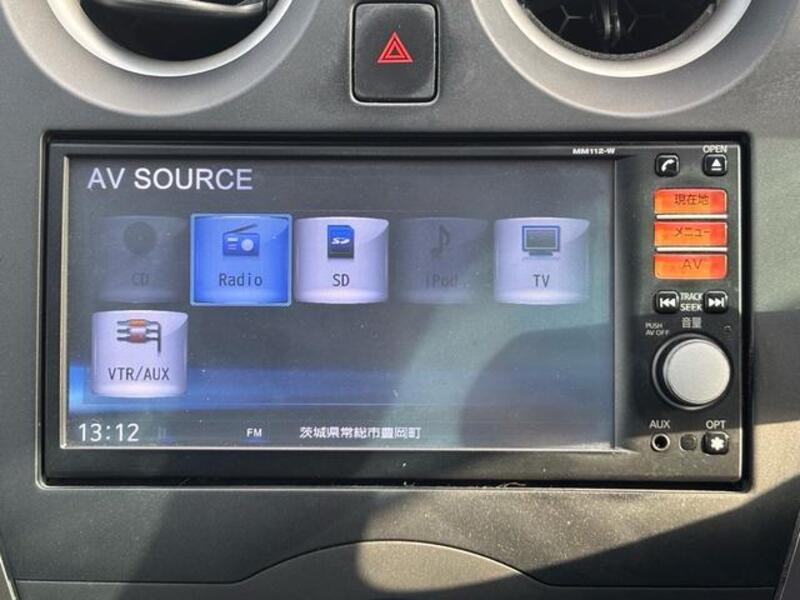 MM112-W
OPEN
AV SOURCE
現在地
メニュー
AV
CD
Radio
SD
iPod
TV
TRACK
SEEK
音量
PUSH
AV OFF
VTR/AUX
AUX
OPT
13:12
FM
茨城県常総市豊岡町